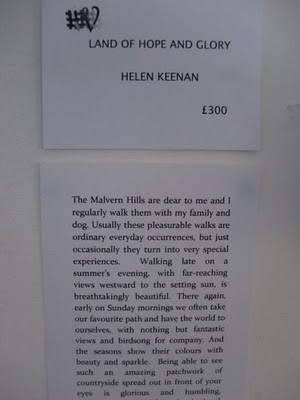 LAND OF HOPE AND GLORY
HELEN KEENAN
£300
The Malvern Hills are dear to me and I
regularly walk them with my family and
dog. Usually these pleasurable walks are
ordinary everyday occurrences, but just
occasionally they turn into very special
experiences. Walking late on a
summer's evening, with far-reaching
views westward to the setting sun, is
breathtakingly beautiful. There again,
early on Sunday mornings we often take
our favourite path and have the world to
ourselves, with nothing but fantastic
views and birdsong for company. And
the seasons show their colours with
beauty and sparkle. Being able to see
such an amazing patchwork of
countryside spread out in front of your
eyes is glorious and humbling,